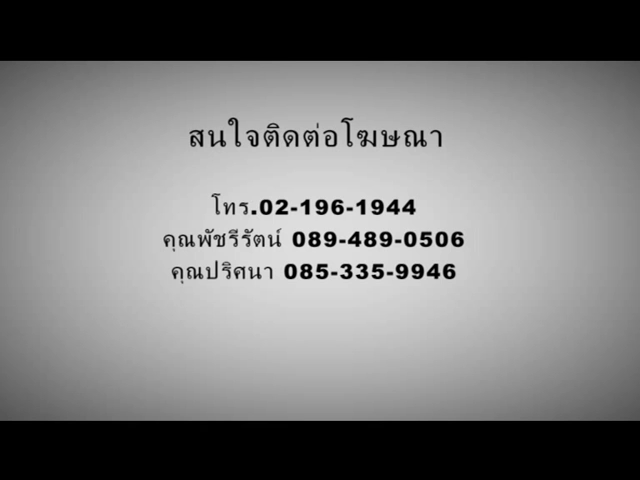 สนใจติดต่อโฆษณา
โทร.02-196-1944
คุณพัชรีรัตน์ 089-489-0506
คุณปริศนา 085-335-9946